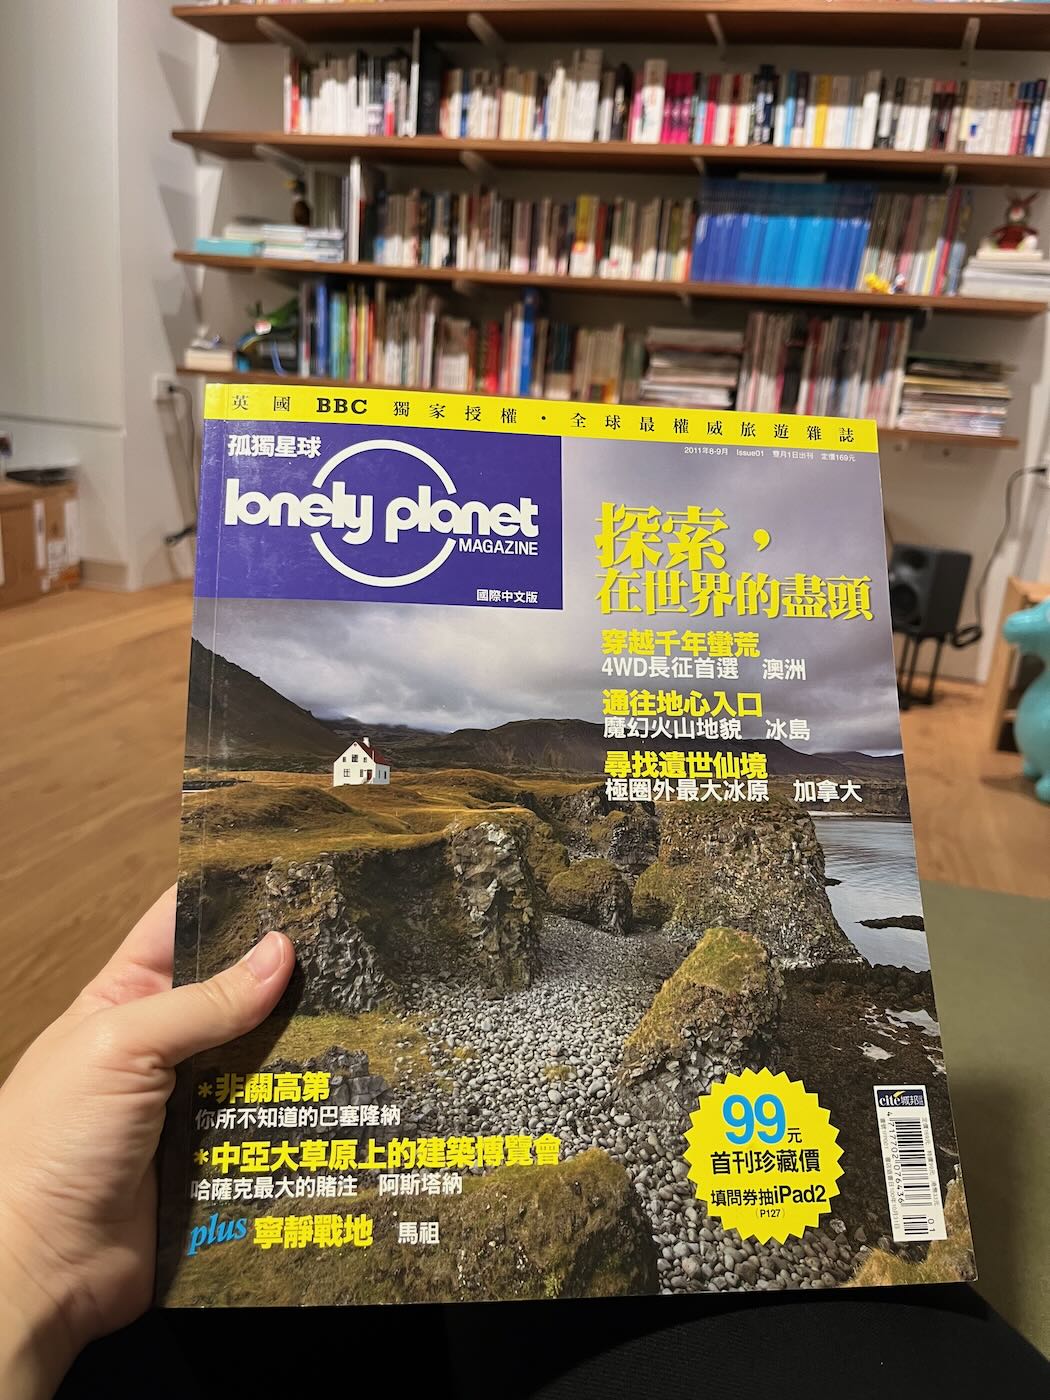 英國 BBC 獨家授權・全球最權威旅遊雜誌
孤獨星球
lonely planet
MAGAZINE
國際中文版
2011年8-9月 Issue01 雙月1日出刊 定價169元
探索，
在世界的盡頭
穿越千年蠻荒
4WD長征首選 澳洲
通往地心入口
魔幻火山地貌 冰島
尋找遺世仙境
極圈外最大冰原 加拿大
*非關高第
你所不知道的巴塞隆納
*中亞大草原上的建築博覽會
哈薩克最大的賭注 阿斯塔納
plus 寧靜戰地 馬祖
99元
首刊珍藏價
填問券抽iPad2
(P127)
cité城邦
4 717702 076436
01